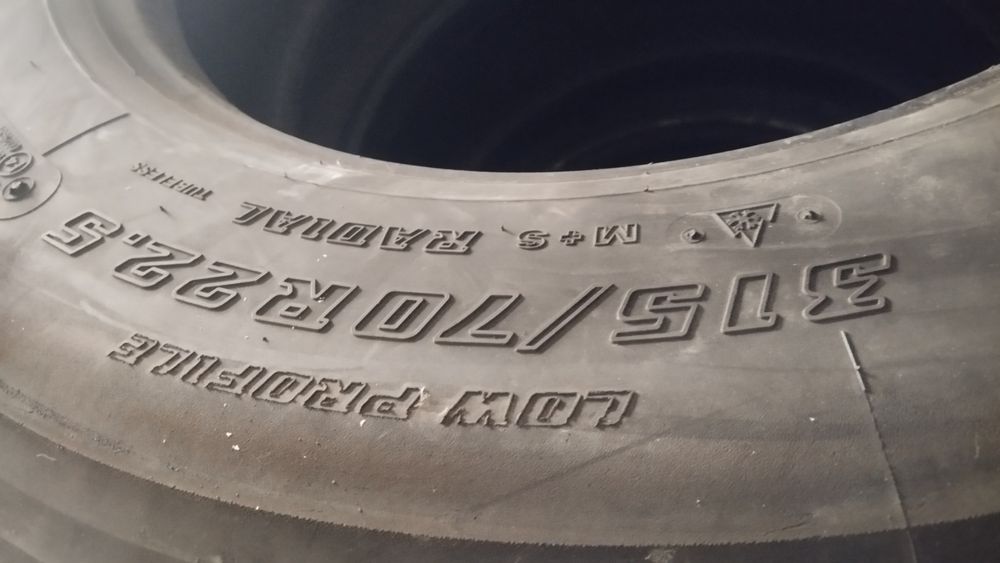 M+S RADIAL TUBELESS
315/70R22.5
LOW PROFILE